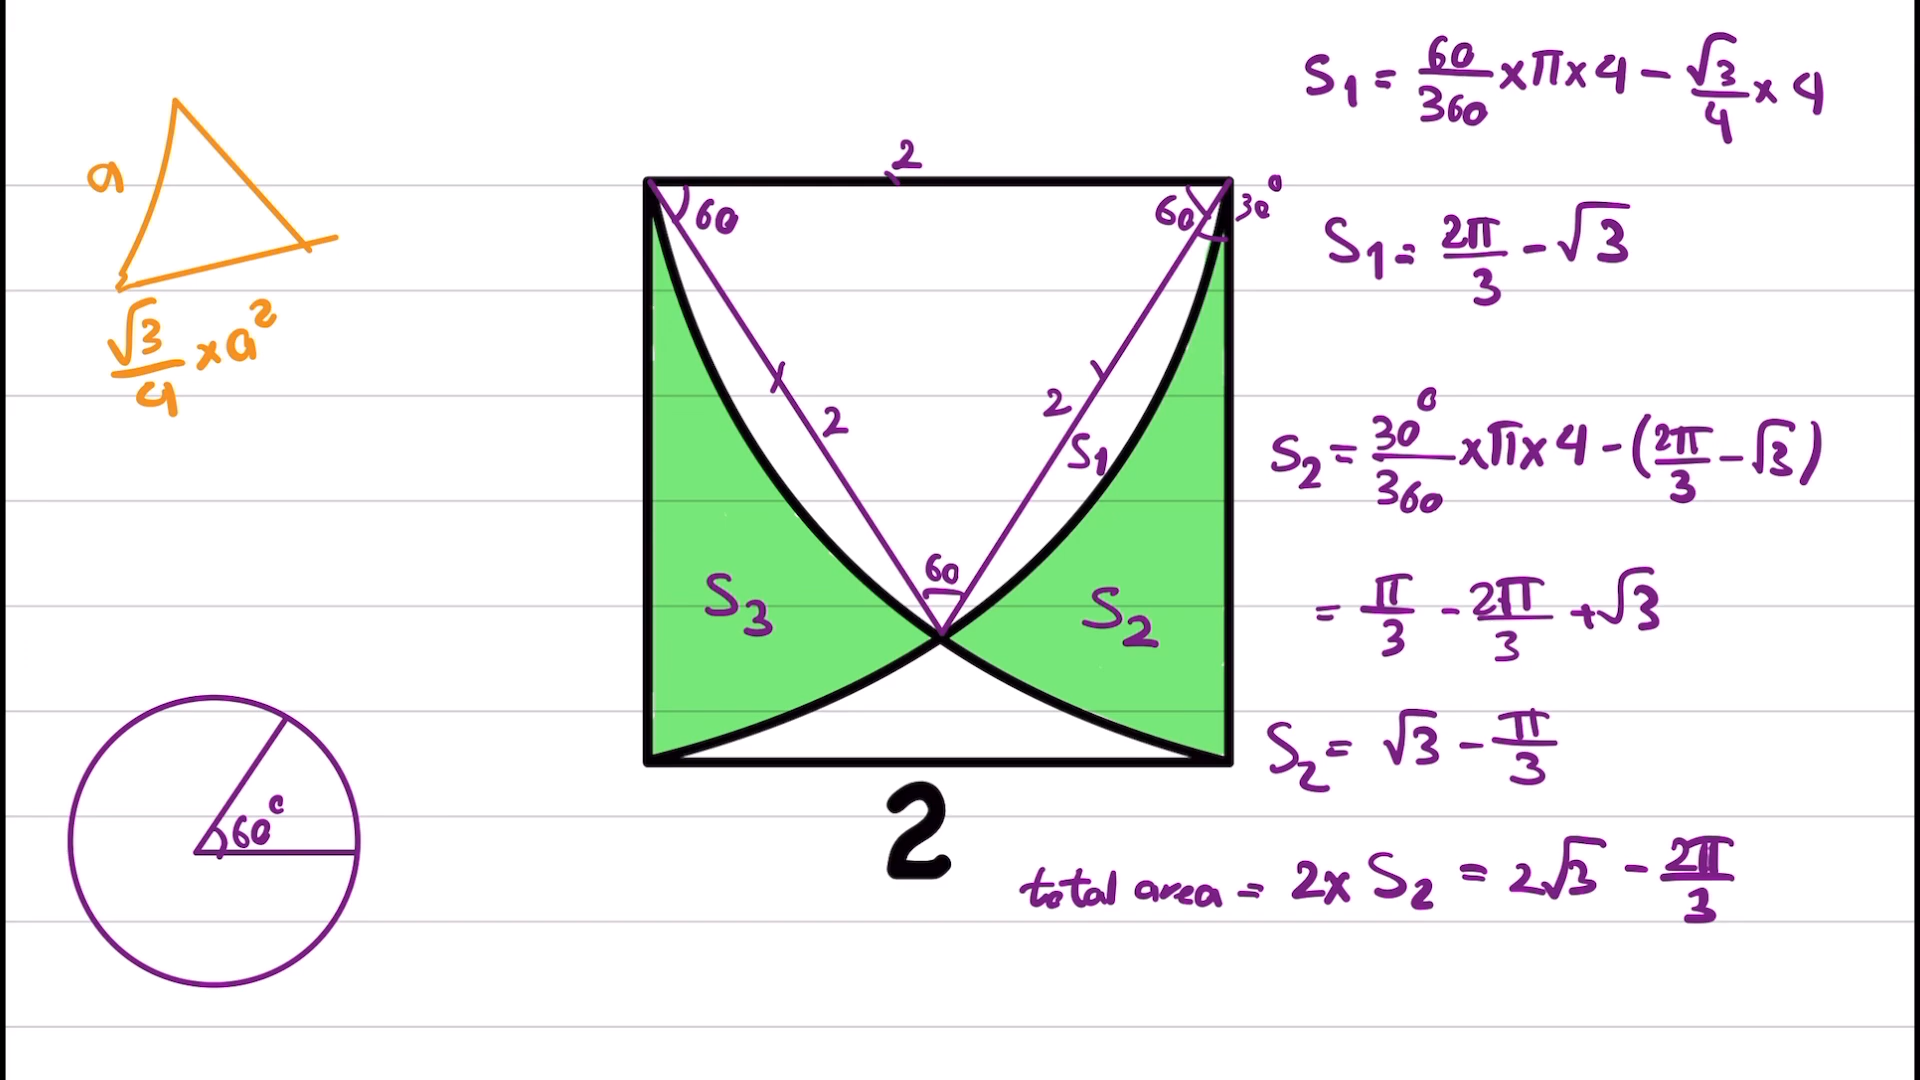 a
√3/4 × a²
60°
2
60
60
30°
2
2
S1
60
S3
S2
2
S1 = 60/360 × π × 4 - √3/4 × 4
S1 = 2π/3 - √3
S2 = 30°/360 × π × 4 - (2π/3 - √3)
= π/3 - 2π/3 + √3
S2 = √3 - π/3
total area = 2 × S2 = 2√3 - 2π/3